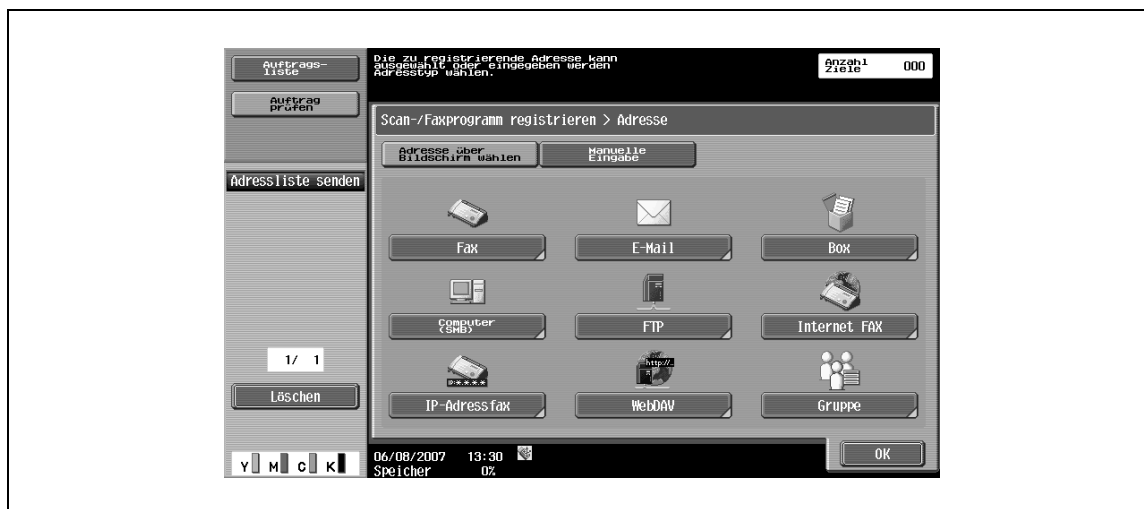 Auftrags-
liste
Auftrag
prüfen
Adressliste senden
1/ 1
Löschen
Y M C K
Die zu registrierende Adresse kann
ausgewählt oder eingegeben werden
Adresstyp wählen.
Anzahl
Ziele 000
Scan-/Faxprogramm registrieren > Adresse
Adresse über
Bildschirm wählen
Manuelle
Eingabe
Fax
E-Mail
Box
Computer
(SMB)
FTP
Internet FAX
IP:*.*.*.*
http://.
IP-Adressfax
WebDAV
Gruppe
06/08/2007 13:30
Speicher 0%
OK